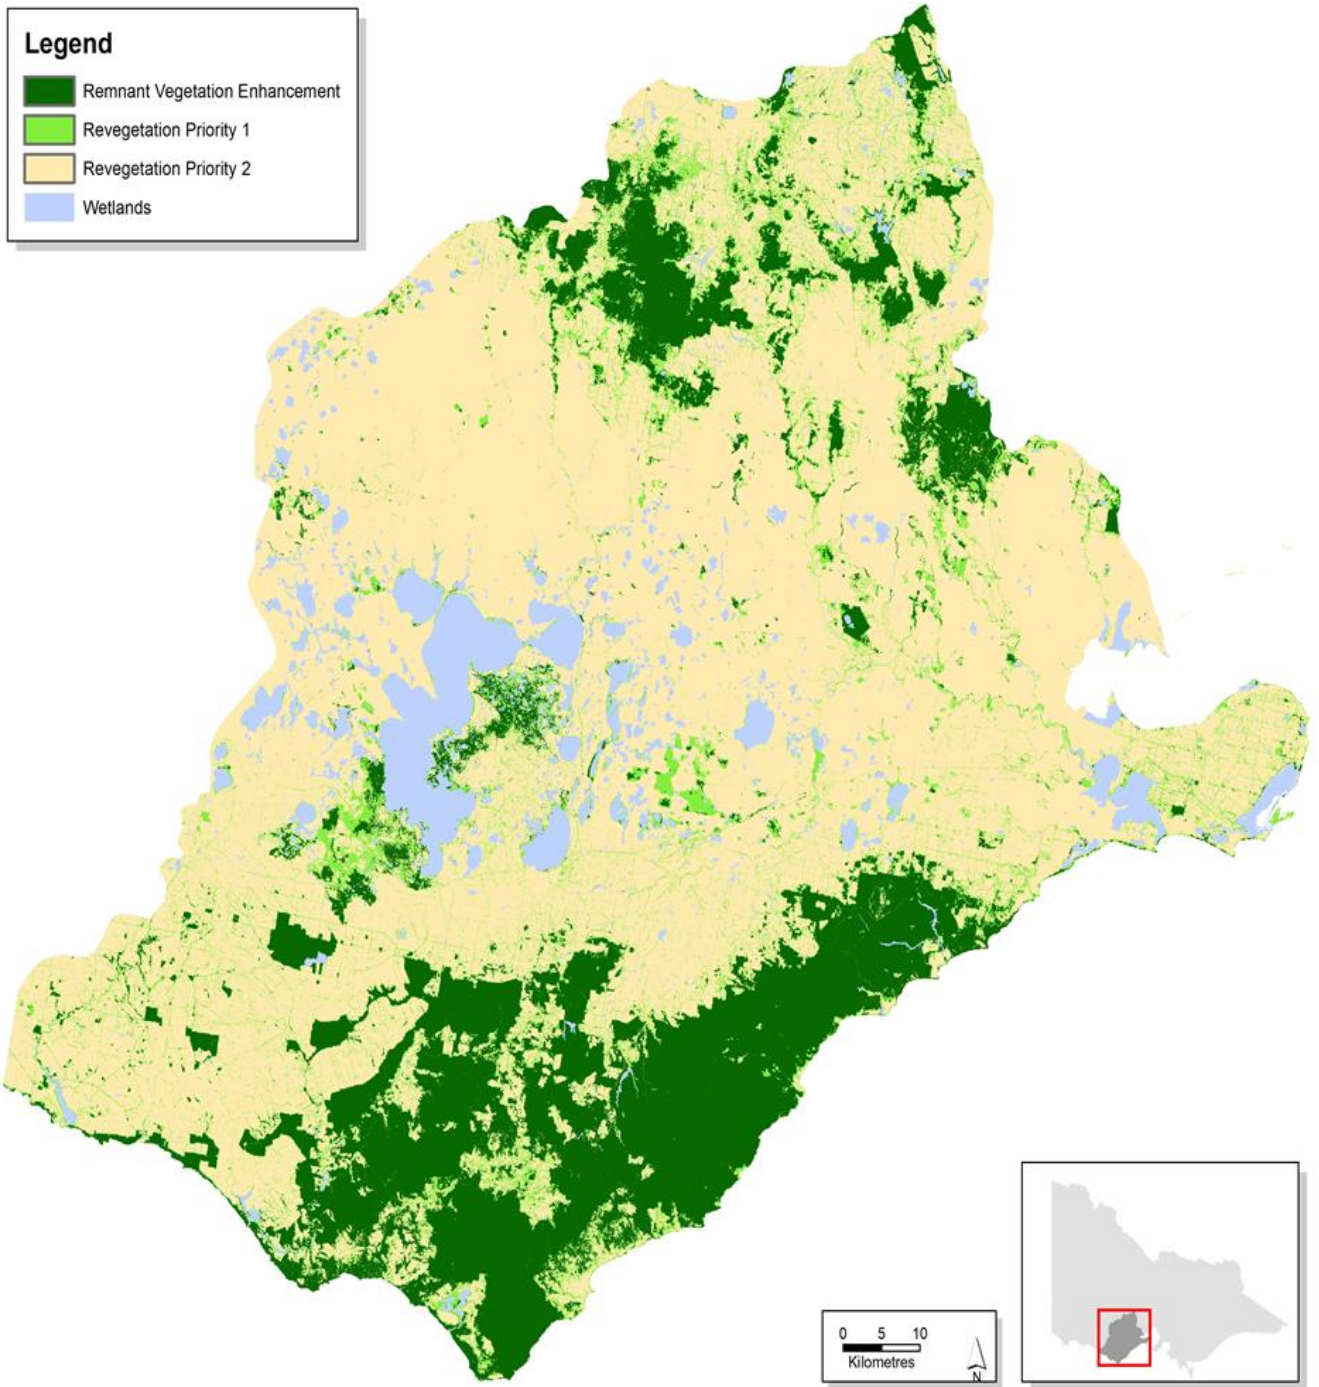 Legend
Remnant Vegetation Enhancement
Revegetation Priority 1
Revegetation Priority 2
Wetlands
0 5 10
Kilometres
N